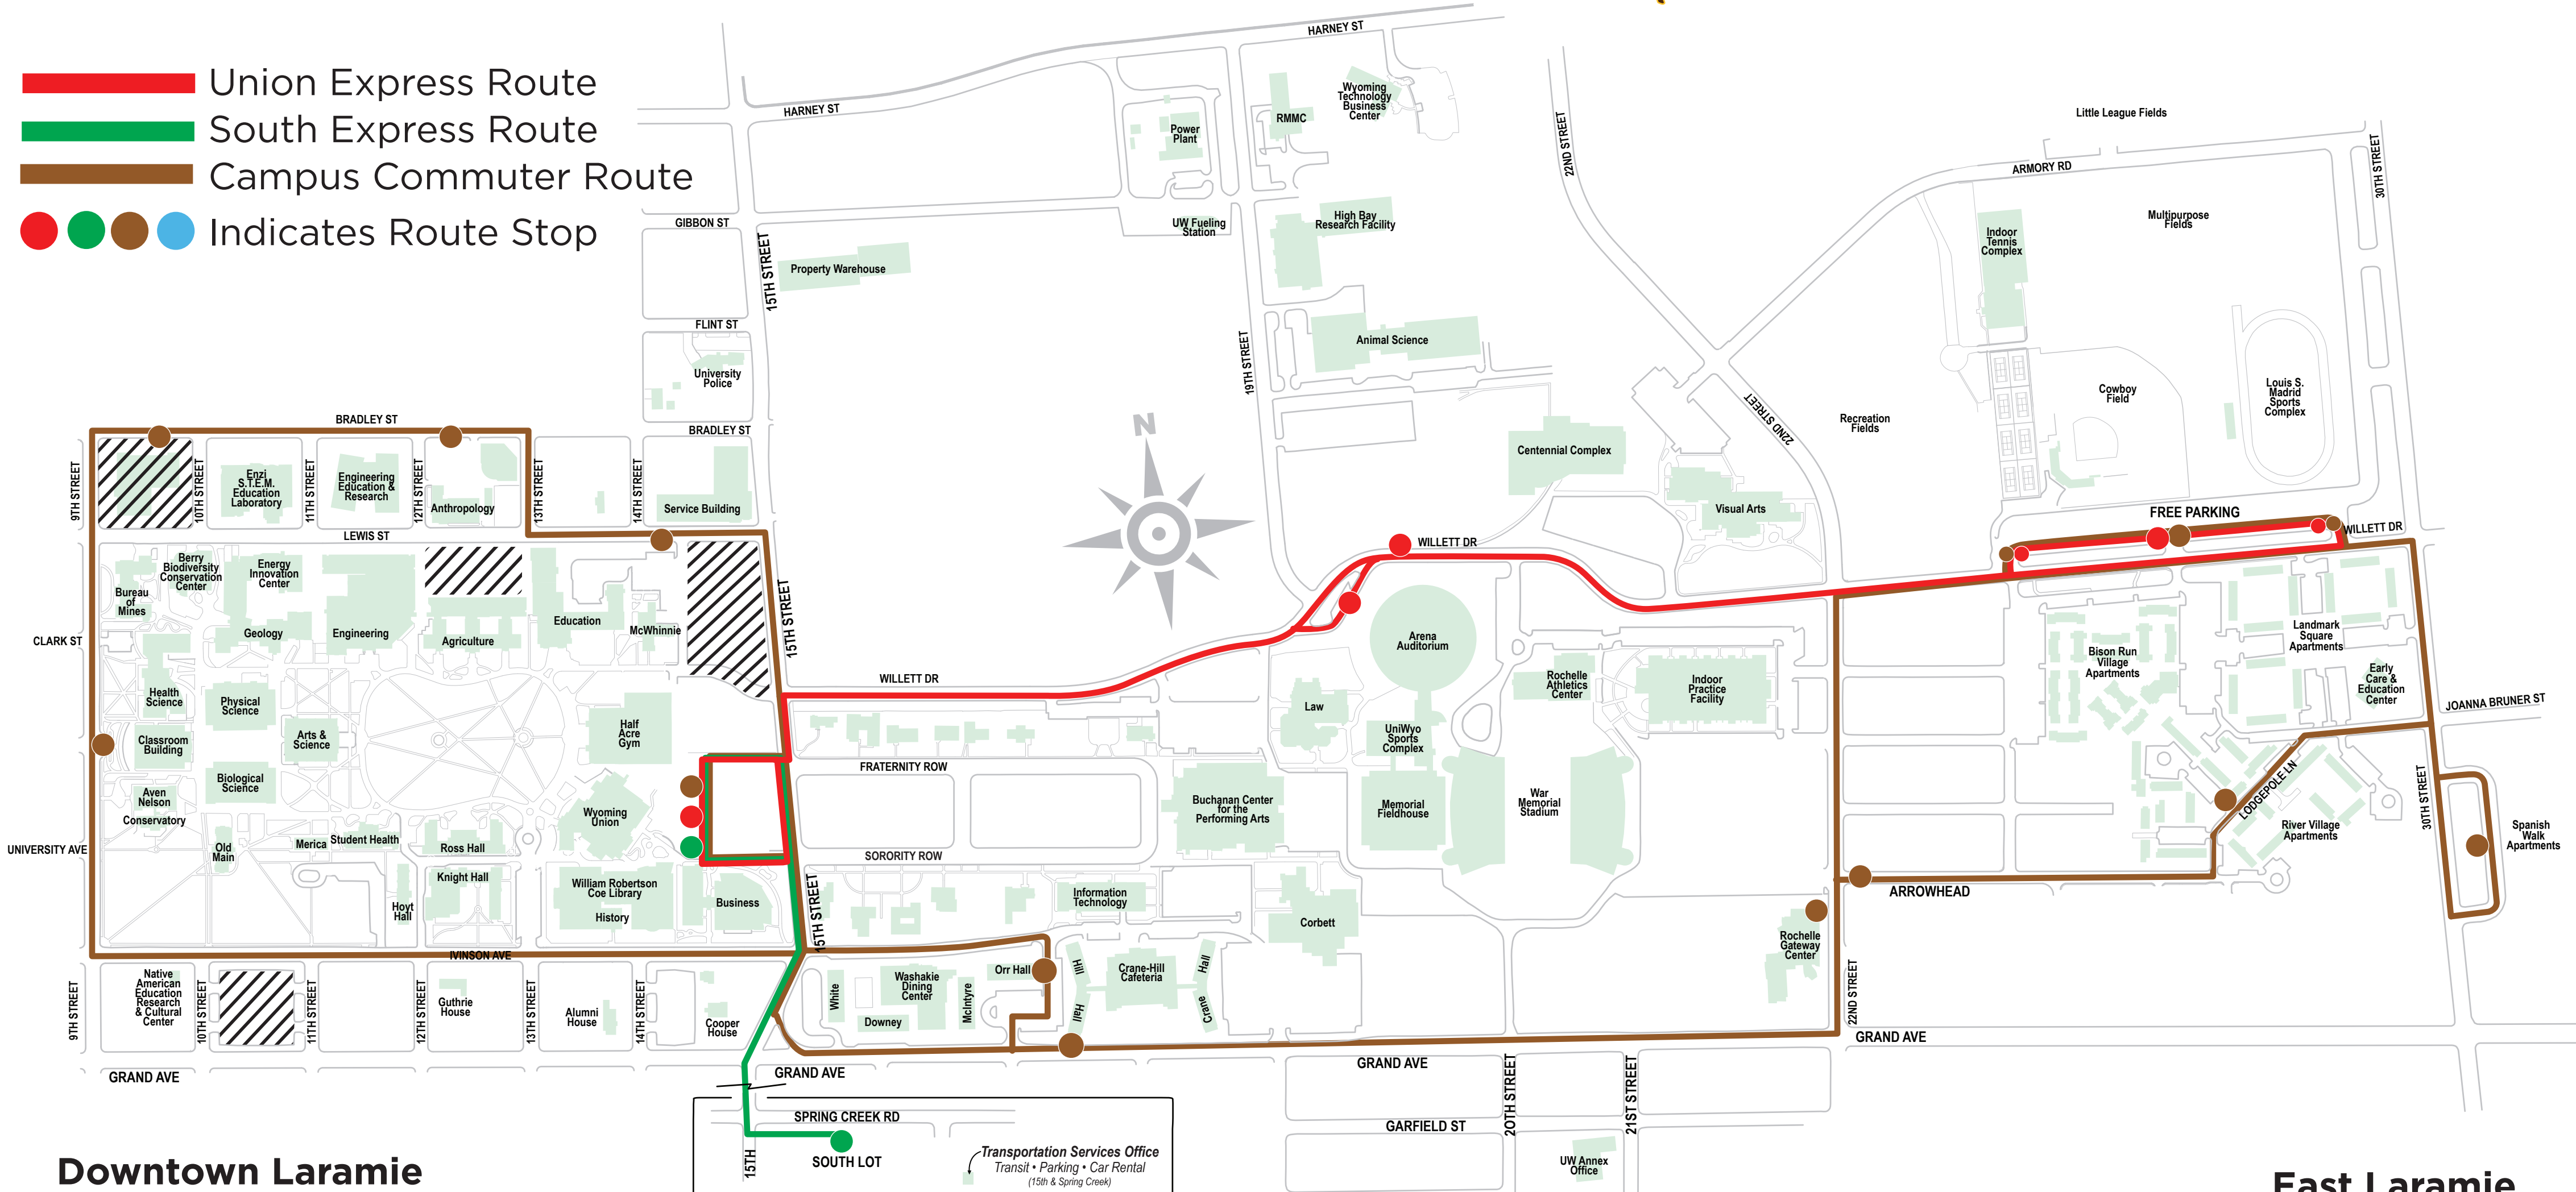 Union Express Route
South Express Route
Campus Commuter Route
Indicates Route Stop
HARNEY ST
HARNEY ST
Wyoming
Technology
Business
Center
RMMC
Power
Plant
22ND STREET
Little League Fields
ARMORY RD
30TH STREET
GIBBON ST
UW Fueling
Station
High Bay
Research Facility
Multipurpose
Fields
Indoor
Tennis
Complex
15TH STREET
Property Warehouse
FLINT ST
19TH STREET
Animal Science
University
Police
Cowboy
Field
Louis S.
Madrid
Sports
Complex
22ND STREET
Recreation
Fields
BRADLEY ST
BRADLEY ST
N
Centennial Complex
9TH STREET
10TH STREET
Enzi
S.T.E.M.
Education
Laboratory
11TH STREET
Engineering
Education &
Research
12TH STREET
Anthropology
13TH STREET
14TH STREET
Service Building
Visual Arts
FREE PARKING
WILLETT DR
LEWIS ST
WILLETT DR
Berry
Biodiversity
Conservation
Center
Energy
Innovation
Center
Bureau
of
Mines
15TH STREET
Geology
Engineering
Agriculture
Education
McWhinnie
CLARK ST
Arena
Auditorium
Landmark
Square
Apartments
Bison Run
Village
Apartments
Early
Care &
Education
Center
WILLETT DR
Rochelle
Athletics
Center
Indoor
Practice
Facility
Health
Science
Physical
Science
Law
JOANNA BRUNER ST
Half
Acre
Gym
Arts &
Science
Classroom
Building
UniWyo
Sports
Complex
FRATERNITY ROW
Biological
Science
Aven
Nelson
Conservatory
Wyoming
Union
Buchanan Center
for the
Performing Arts
Memorial
Fieldhouse
War
Memorial
Stadium
LODGEPOLE LN
30TH STREET
River Village
Apartments
Spanish
Walk
Apartments
UNIVERSITY AVE
Old
Main
Merica
Student Health
Ross Hall
SORORITY ROW
Knight Hall
William Robertson
Coe Library
History
Business
15TH STREET
Information
Technology
ARROWHEAD
Hoyt
Hall
Corbett
Rochelle
Gateway
Center
IVINSON AVE
Native
American
Education
Research
& Cultural
Center
9TH STREET
10TH STREET
11TH STREET
12TH STREET
Guthrie
House
13TH STREET
Alumni
House
14TH STREET
Cooper
House
White
Washakie
Dining
Center
Downey
McIntyre
Orr Hall
Hill
Hall
Crane-Hill
Cafeteria
Hall
Crane
22ND STREET
GRAND AVE
GRAND AVE
GRAND AVE
GRAND AVE
20TH STREET
21ST STREET
SPRING CREEK RD
GARFIELD ST
15TH
SOUTH LOT
Transportation Services Office
Transit • Parking • Car Rental
(15th & Spring Creek)
UW Annex
Office
Downtown Laramie
East Laramie